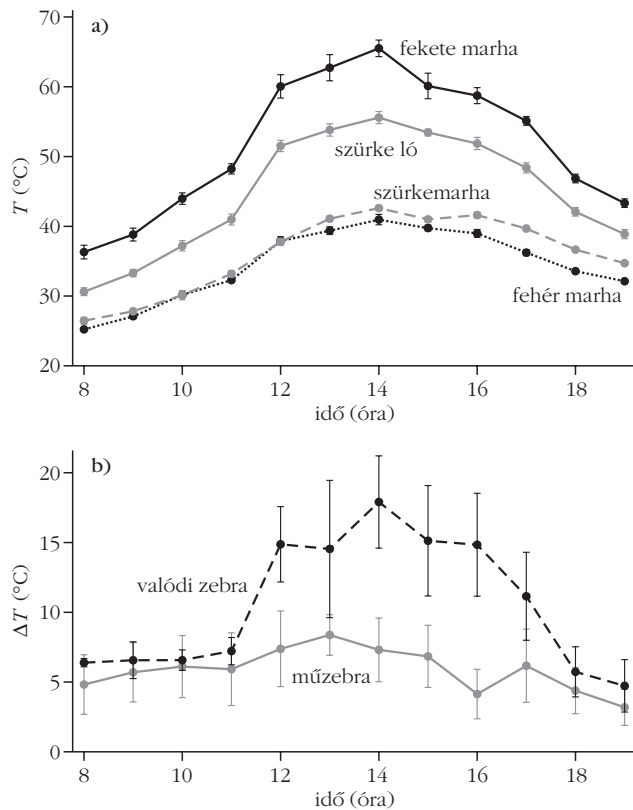 a)
70
60
50
40
30
20
T (°C)
fekete marha
szürke ló
szürkemarha
fehér marha
8 10 12 14 16 18
idő (óra)
b)
20
15
10
5
0
ΔT (°C)
valódi zebra
műzebra
8 10 12 14 16 18
idő (óra)